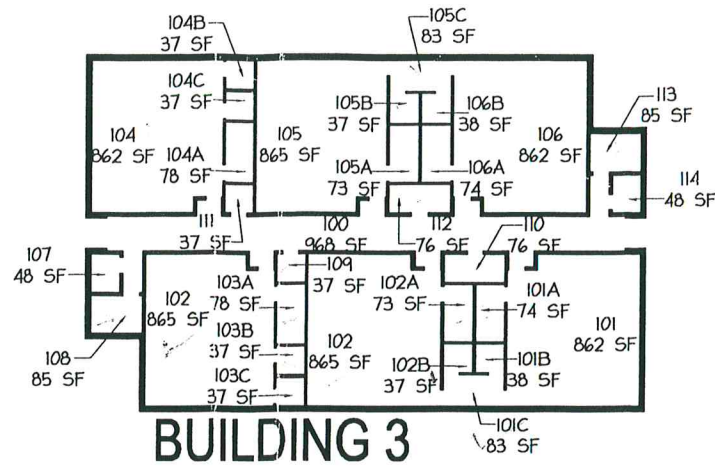 104B
37 SF
105C
83 SF
104C
37 SF
105B
37 SF
106B
38 SF
113
85 SF
104
862 SF
105
865 SF
106
862 SF
104A
78 SF
105A
73 SF
106A
74 SF
114
48 SF
111
37 SF
100
968 SF
112
76 SF
110
76 SF
107
48 SF
109
37 SF
102
865 SF
103A
78 SF
102A
73 SF
101A
74 SF
101
862 SF
103B
37 SF
102
865 SF
108
85 SF
102B
37 SF
101B
38 SF
103C
37 SF
101C
83 SF
BUILDING 3